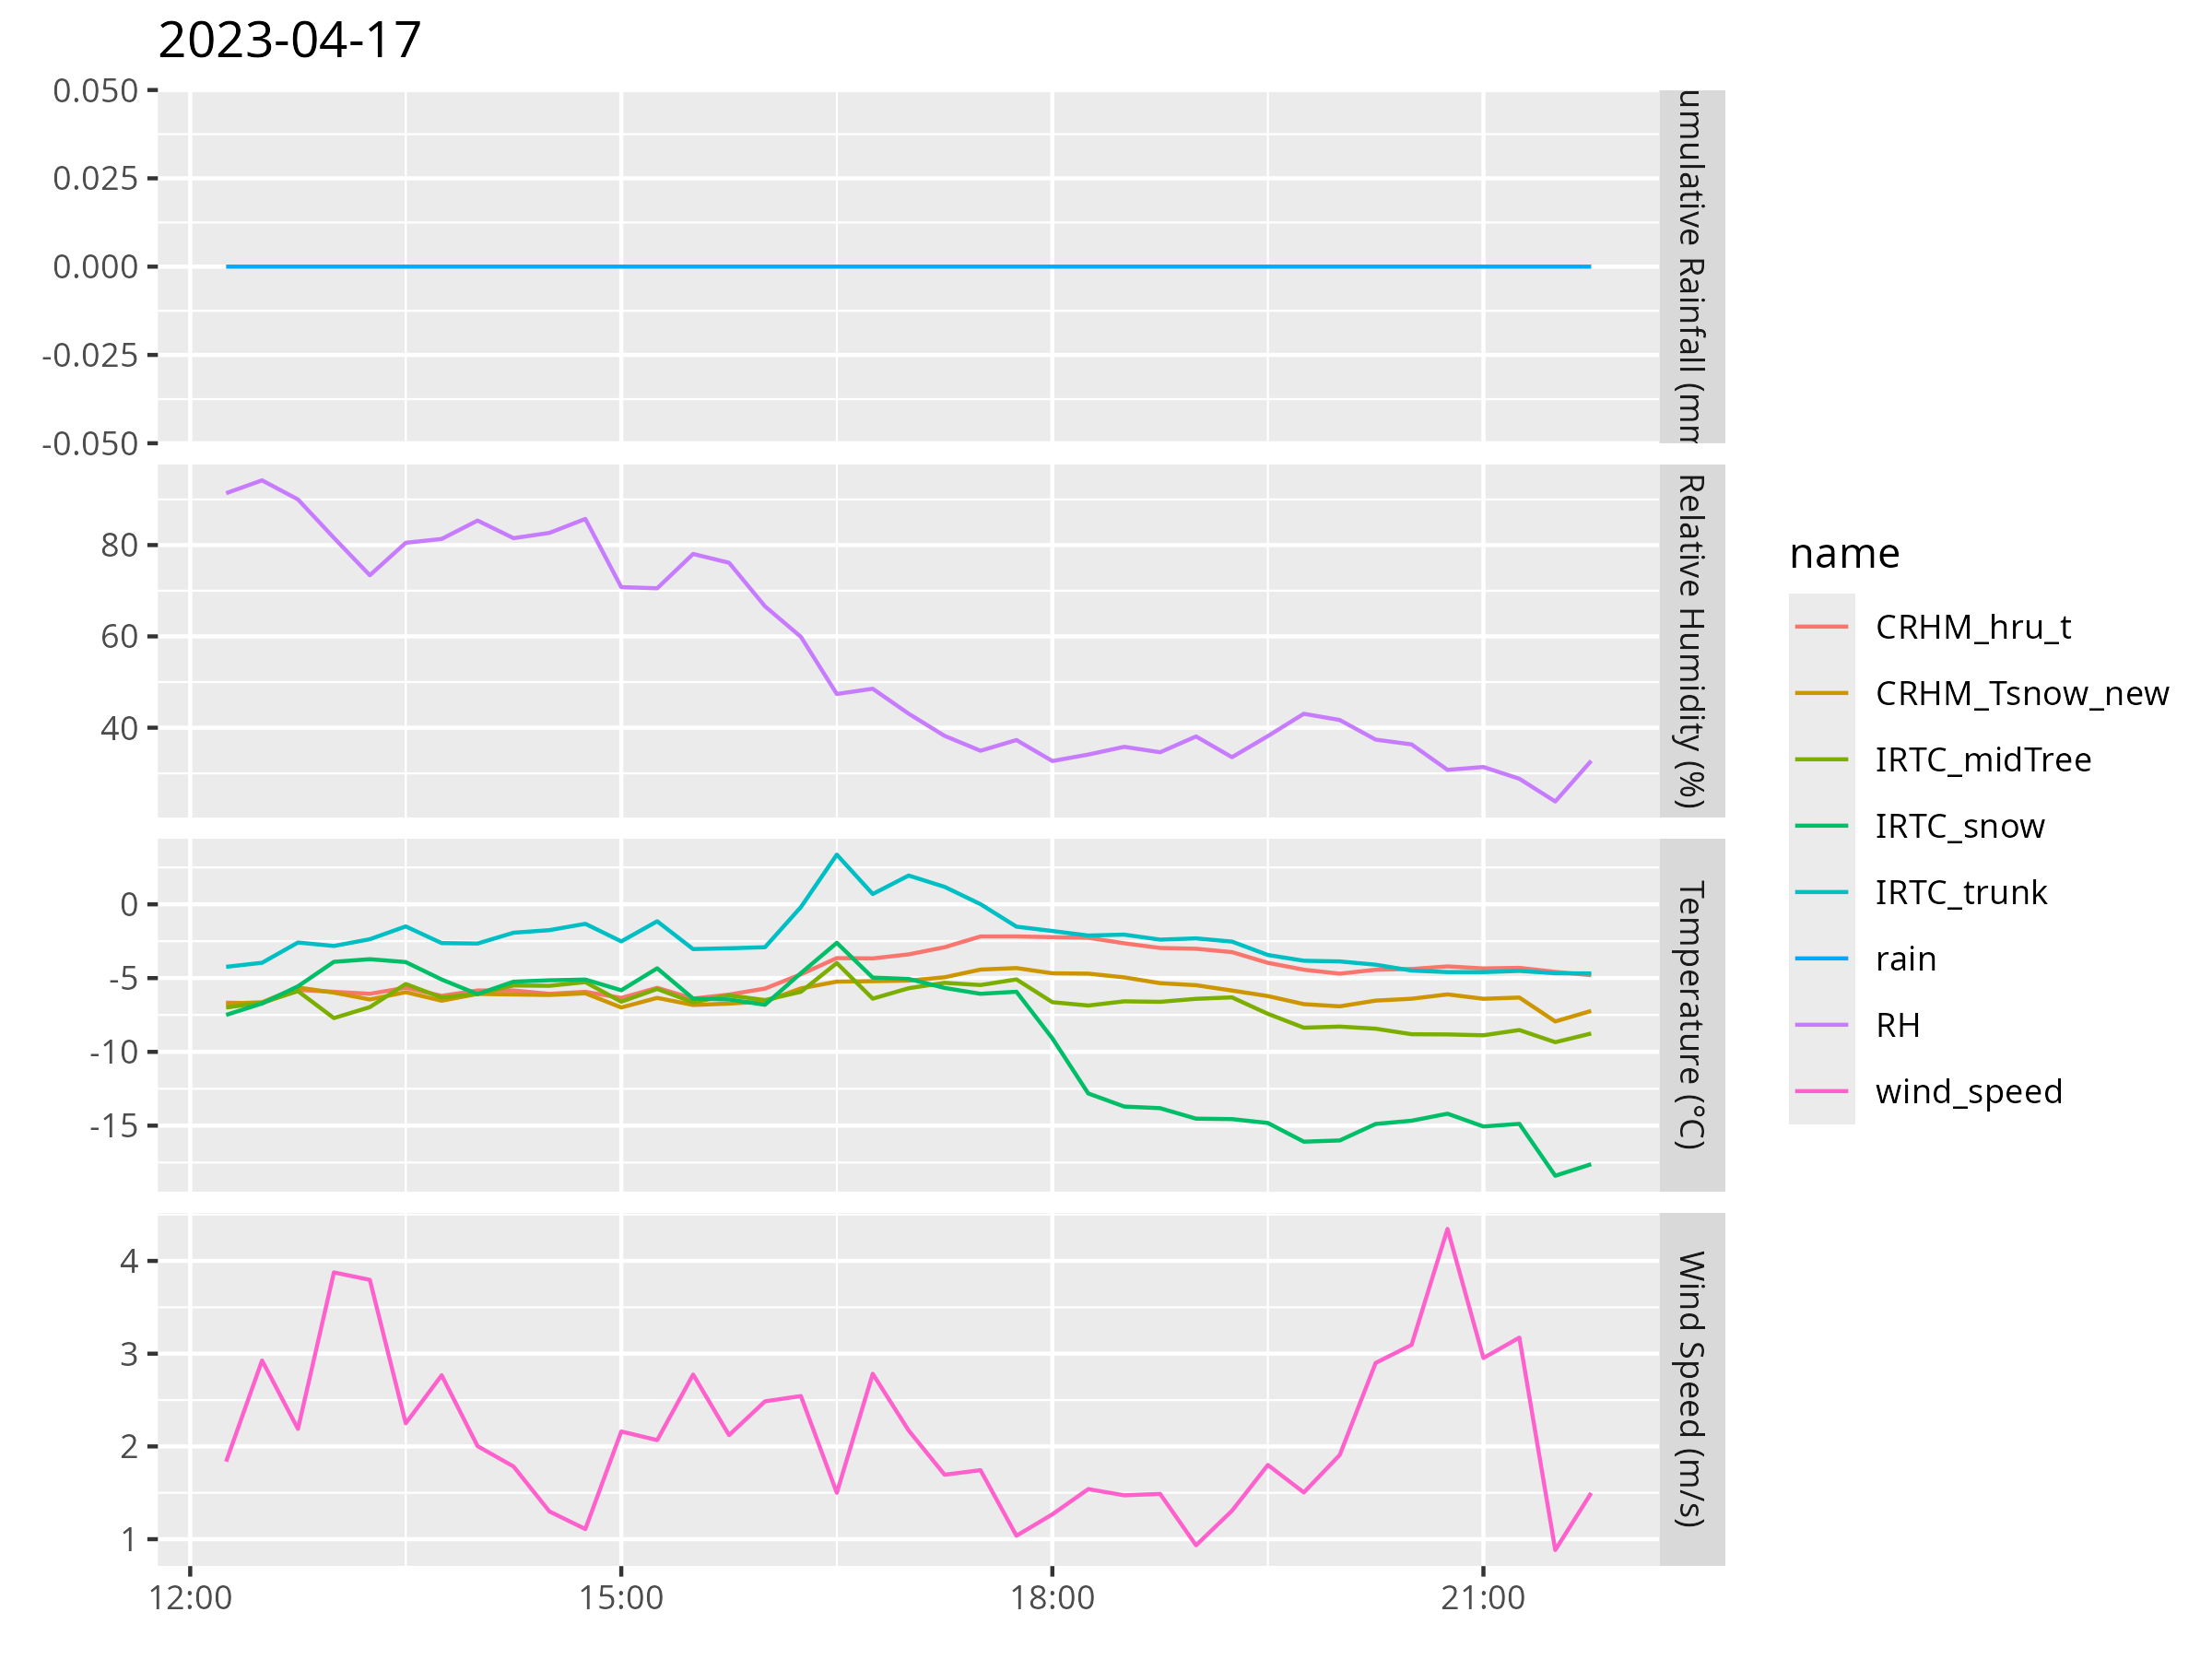 2023-04-17
0.050
0.025
0.000
-0.025
-0.050
umulative Rainfall (mm
80
60
40
Relative Humidity (%)
0
-5
-10
-15
Temperature (°C)
4
3
2
1
Wind Speed (m/s)
12:00 15:00 18:00 21:00
name
CRHM_hru_t
CRHM_Tsnow_new
IRTC_midTree
IRTC_snow
IRTC_trunk
rain
RH
wind_speed